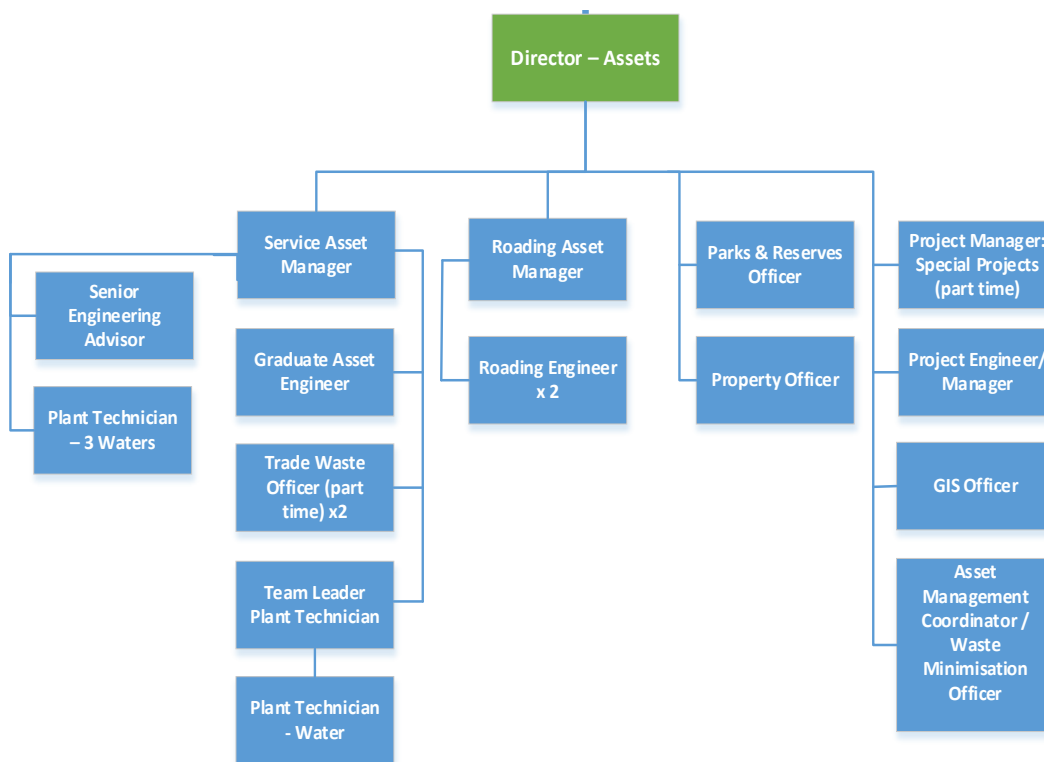 Director – Assets
Service Asset
Manager
Roading Asset
Manager
Parks & Reserves
Officer
Project Manager:
Special Projects
(part time)
Senior
Engineering
Advisor
Graduate Asset
Engineer
Roading Engineer
x 2
Property Officer
Project Engineer/
Manager
Plant Technician
– 3 Waters
Trade Waste
Officer (part
time) x2
GIS Officer
Team Leader
Plant Technician
Asset
Management
Coordinator /
Waste
Minimisation
Officer
Plant Technician
- Water